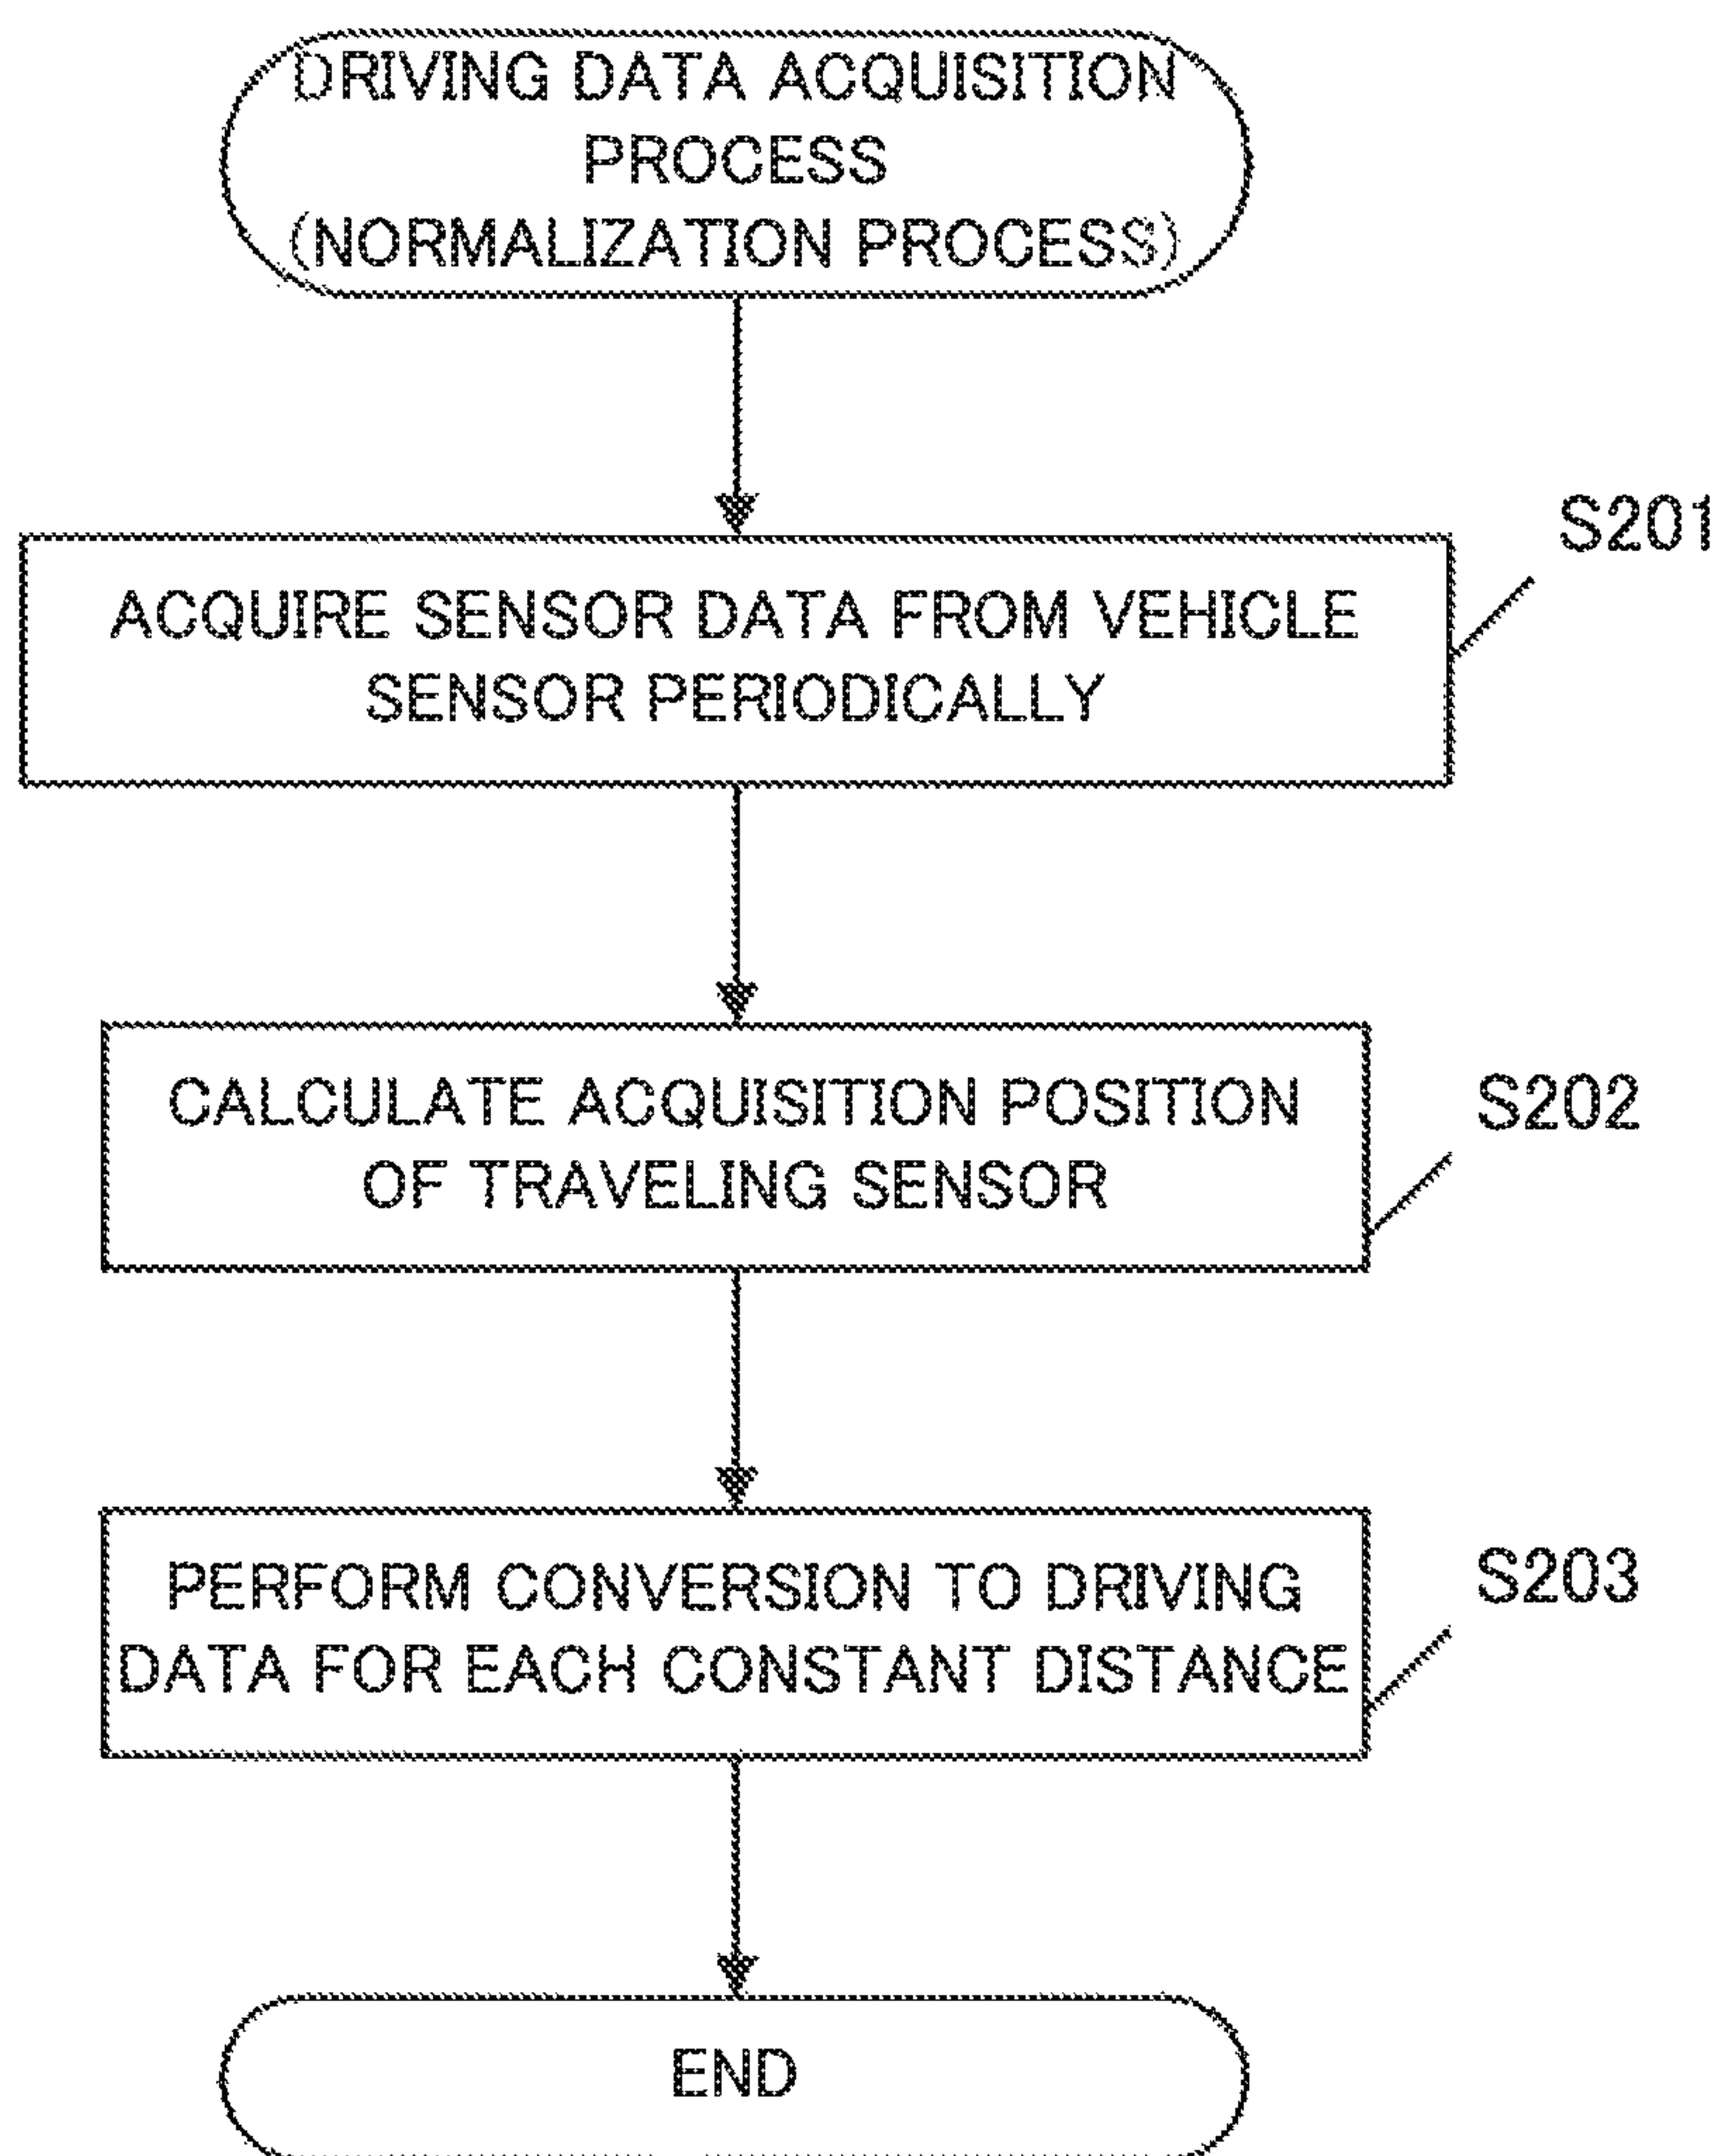 DRIVING DATA ACQUISITION
PROCESS
(NORMALIZATION PROCESS)
S201
ACQUIRE SENSOR DATA FROM VEHICLE
SENSOR PERIODICALLY
S202
CALCULATE ACQUISITION POSITION
OF TRAVELING SENSOR
S203
PERFORM CONVERSION TO DRIVING
DATA FOR EACH CONSTANT DISTANCE
END